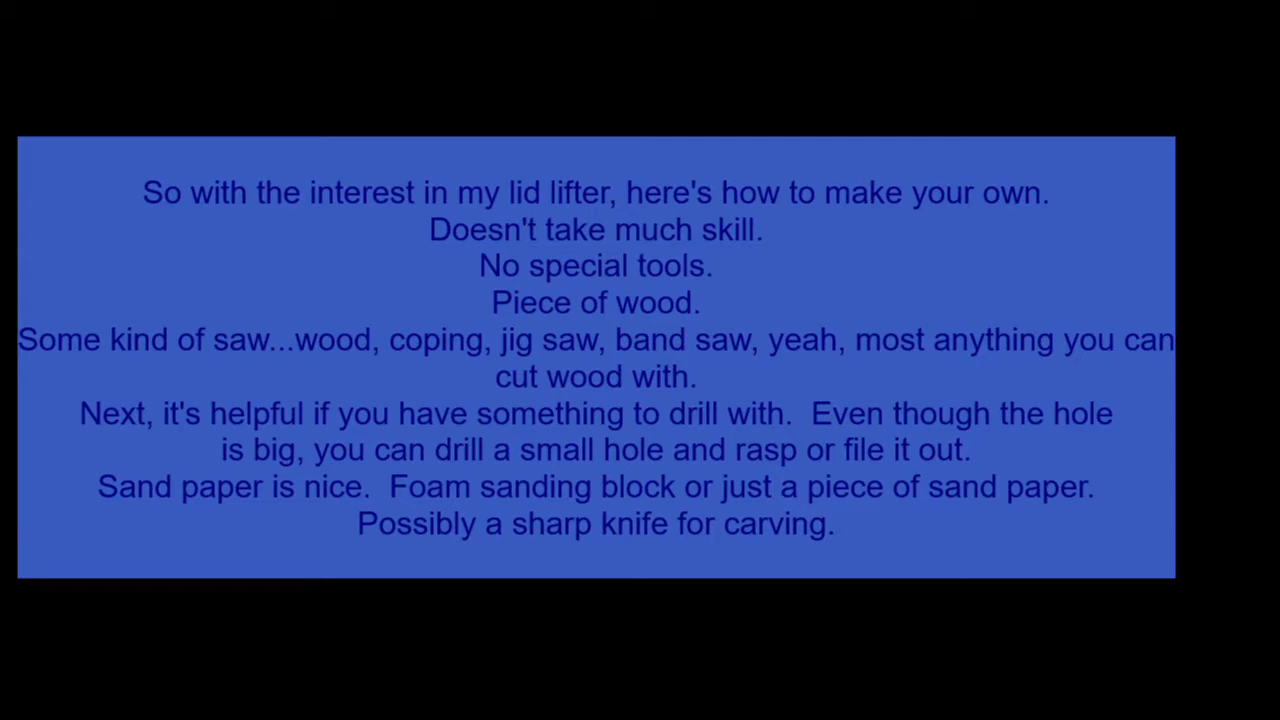 So with the interest in my lid lifter, here's how to make your own.
Doesn't take much skill.
No special tools.
Piece of wood.
Some kind of saw...wood, coping, jig saw, band saw, yeah, most anything you can
cut wood with.
Next, it's helpful if you have something to drill with.  Even though the hole
is big, you can drill a small hole and rasp or file it out.
Sand paper is nice.  Foam sanding block or just a piece of sand paper.
Possibly a sharp knife for carving.